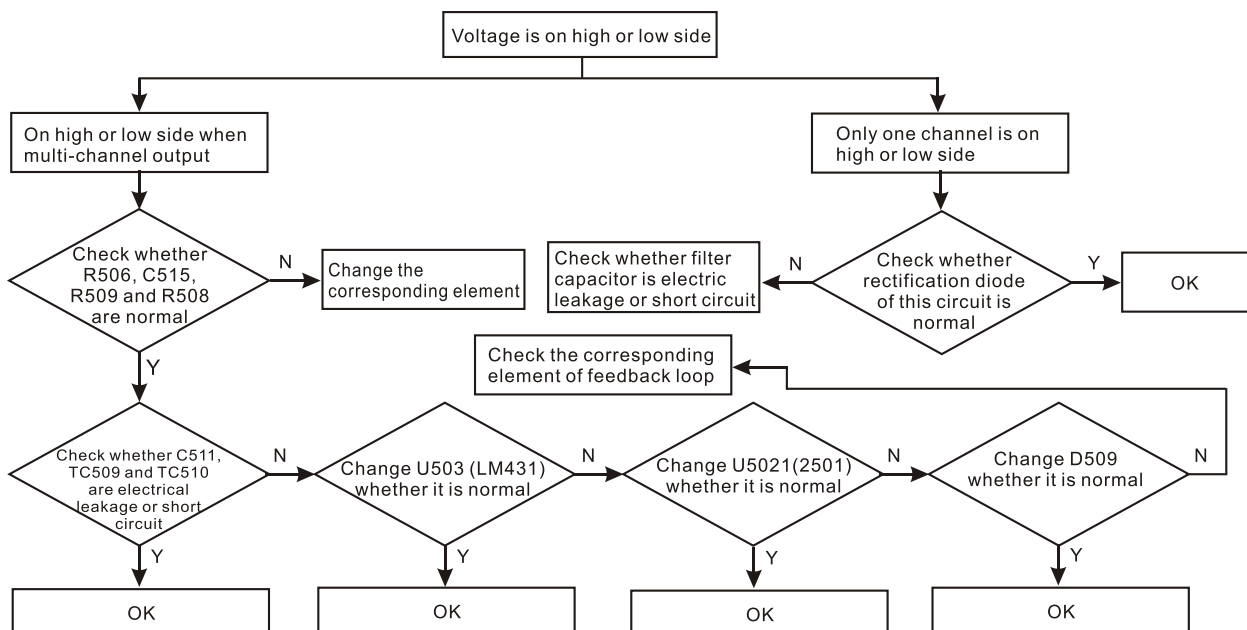 Voltage is on high or low side
On high or low side when
multi-channel output
Only one channel is on
high or low side
Check whether
R506, C515,
R509 and R508
are normal
N
Change the
corresponding element
Check whether filter
capacitor is electric
leakage or short circuit
N
Check whether
rectification diode
of this circuit is
normal
Y
OK
Y
Check the corresponding
element of feedback loop
Check whether C511,
TC509 and TC510
are electrical
leakage or short
circuit
N
Change U503 (LM431)
whether it is normal
N
Change U5021(2501)
whether it is normal
N
Change D509
whether it is normal
N
Y
Y
Y
Y
OK
OK
OK
OK